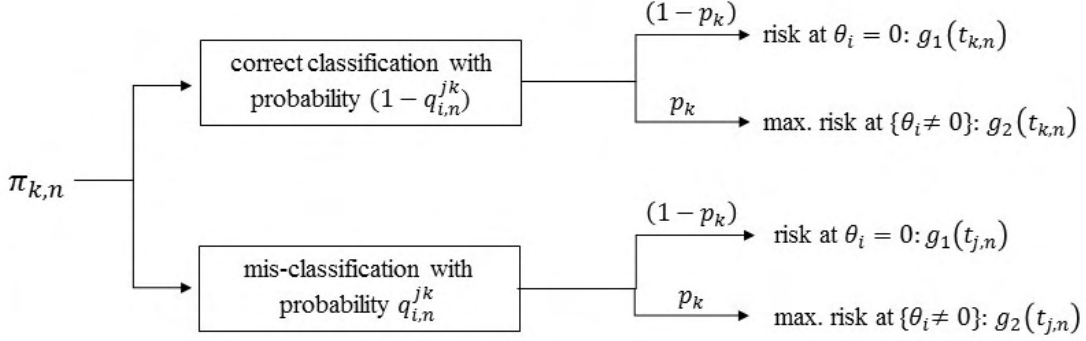 (1 − p_k)
risk at θ_i = 0: g_1(t_{k,n})
correct classification with
probability (1 − q_{i,n}^{jk})
p_k
max. risk at {θ_i ≠ 0}: g_2(t_{k,n})
π_{k,n}
(1 − p_k)
risk at θ_i = 0: g_1(t_{j,n})
mis-classification with
probability q_{i,n}^{jk}
p_k
max. risk at {θ_i ≠ 0}: g_2(t_{j,n})